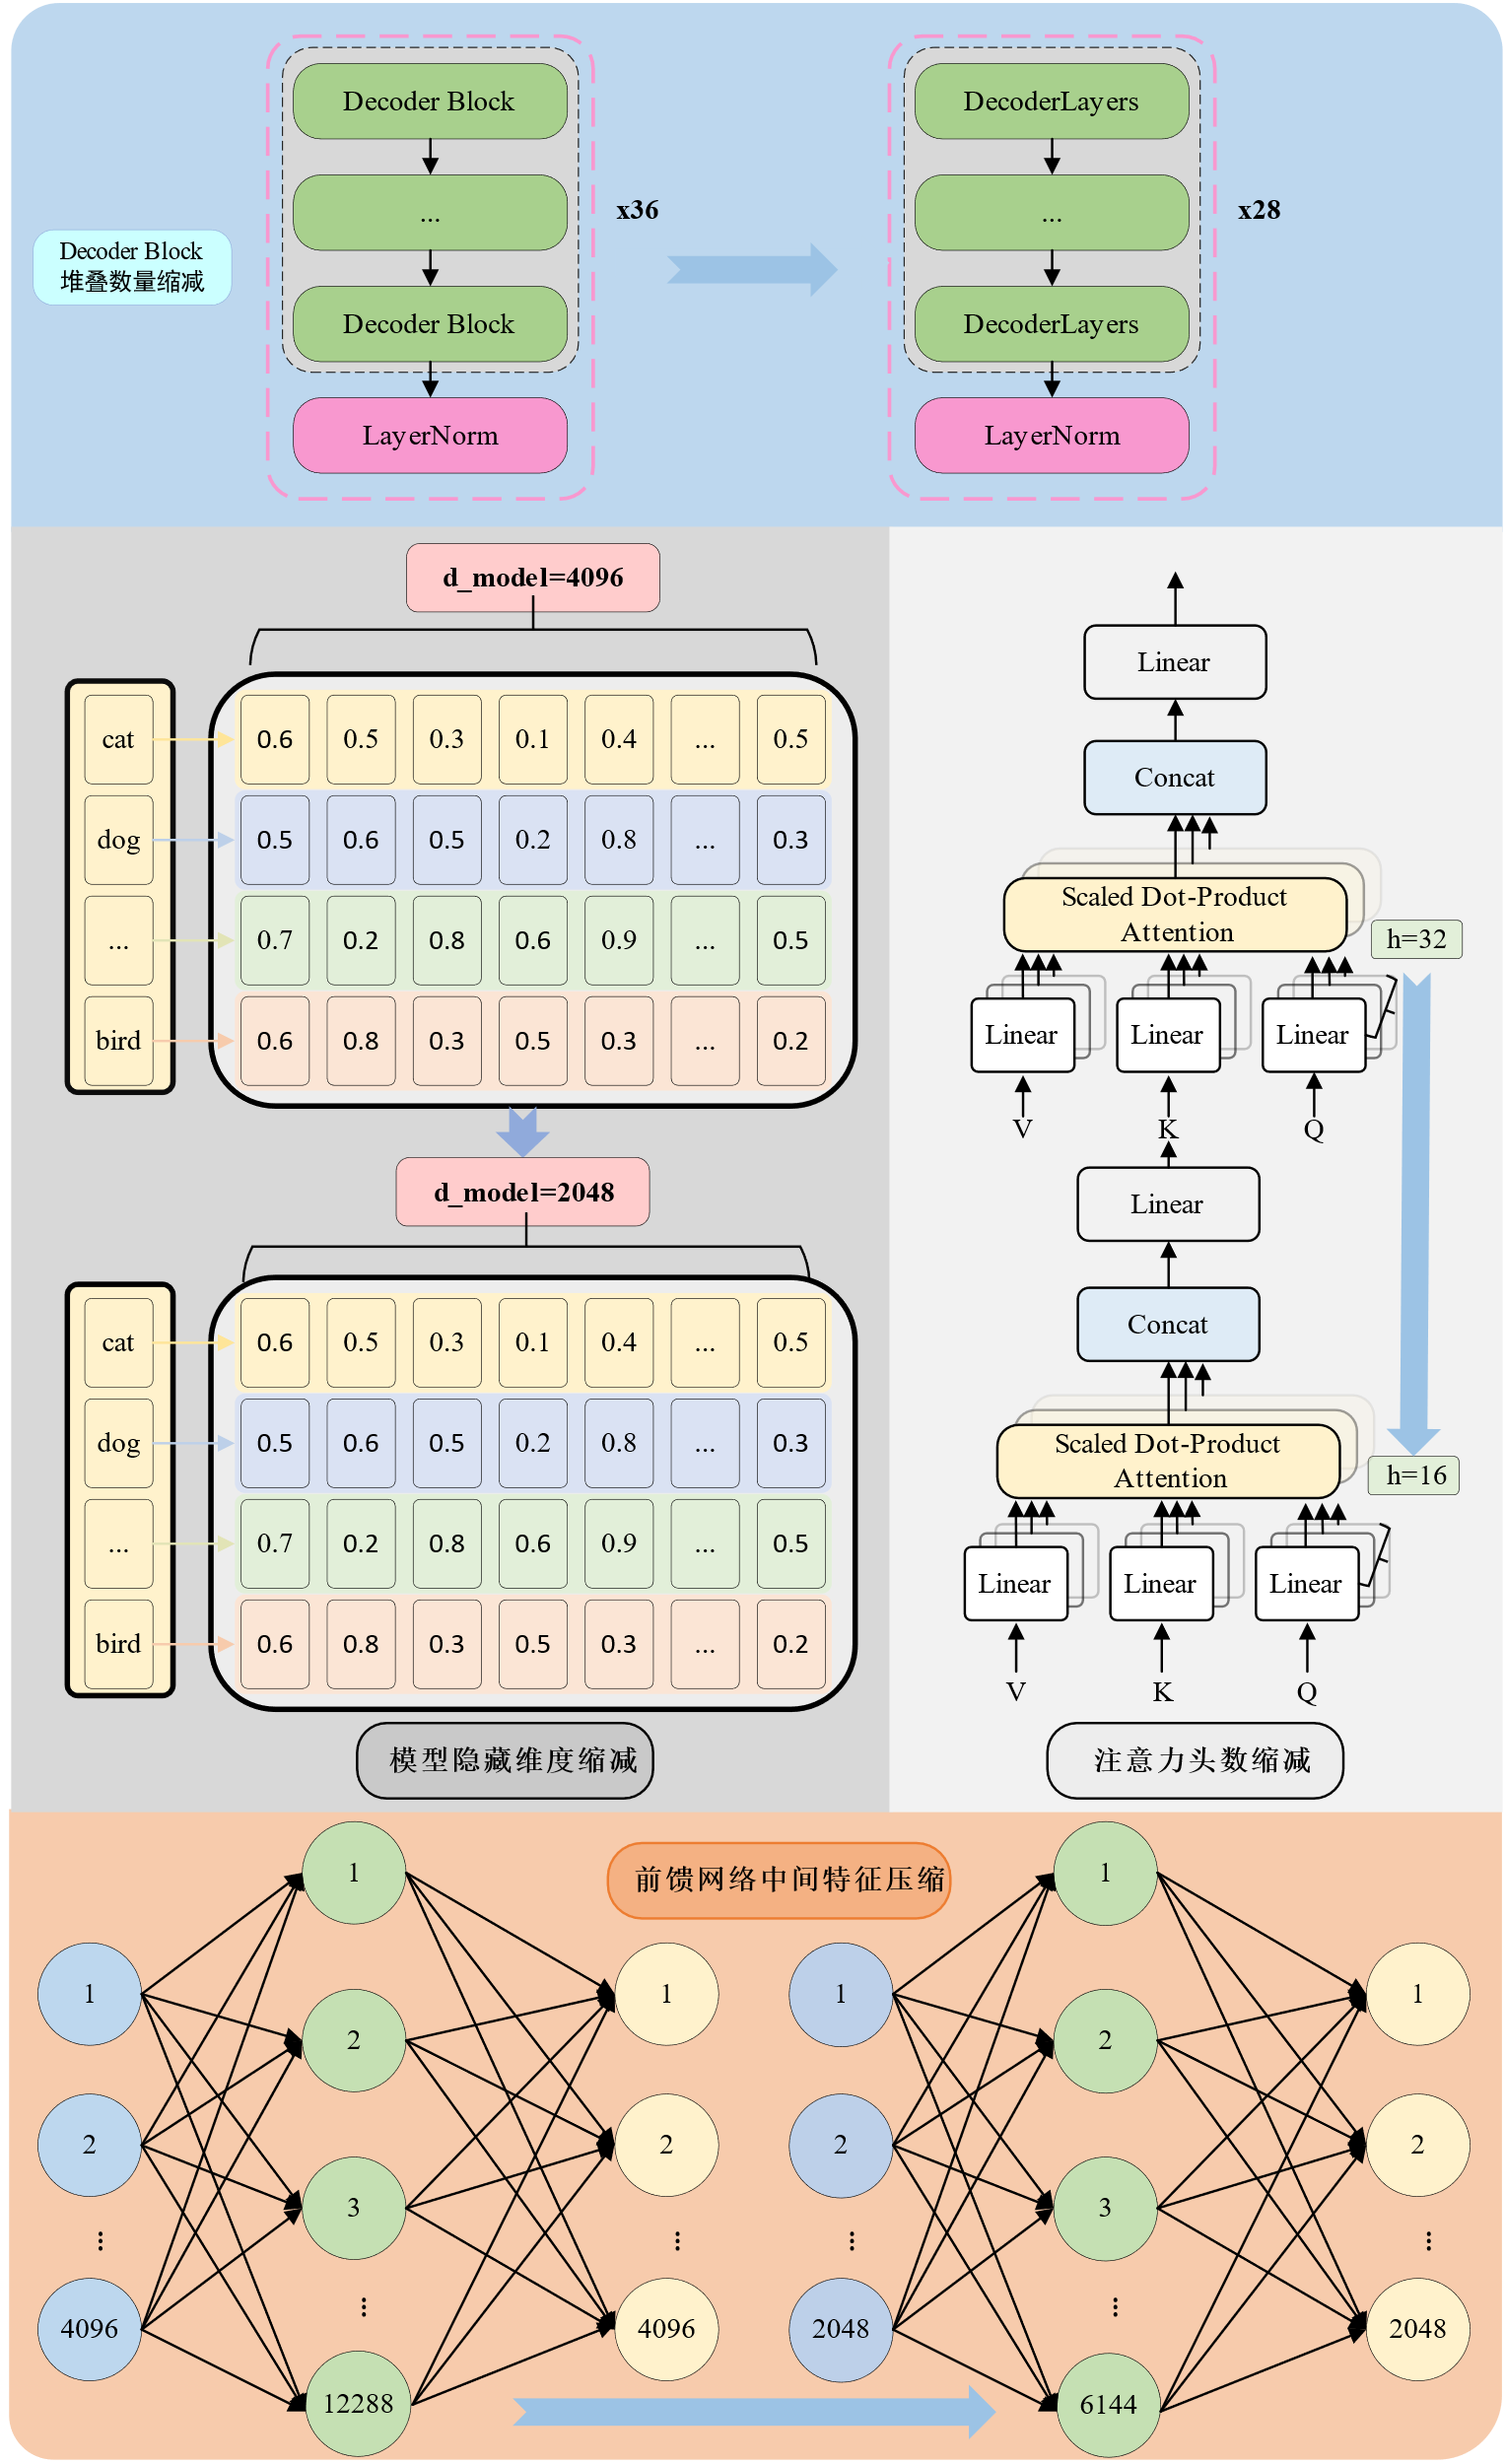 Decoder Block
...
Decoder Block
LayerNorm
x36
Decoder Block
堆叠数量缩减
DecoderLayers
...
DecoderLayers
LayerNorm
x28
d_model=4096
cat 0.6 0.5 0.3 0.1 0.4 ... 0.5
dog 0.5 0.6 0.5 0.2 0.8 ... 0.3
... 0.7 0.2 0.8 0.6 0.9 ... 0.5
bird 0.6 0.8 0.3 0.5 0.3 ... 0.2
d_model=2048
cat 0.6 0.5 0.3 0.1 0.4 ... 0.5
dog 0.5 0.6 0.5 0.2 0.8 ... 0.3
... 0.7 0.2 0.8 0.6 0.9 ... 0.5
bird 0.6 0.8 0.3 0.5 0.3 ... 0.2
模型隐藏维度缩减
Linear
Concat
Scaled Dot-Product
Attention
h=32
Linear Linear Linear
V K Q
Linear
Concat
Scaled Dot-Product
Attention
h=16
Linear Linear Linear
V K Q
注意力头数缩减
前馈网络中间特征压缩
1
2
...
4096
1
2
3
...
12288
1
2
...
4096
1
2
...
2048
1
2
3
...
6144
1
2
...
2048